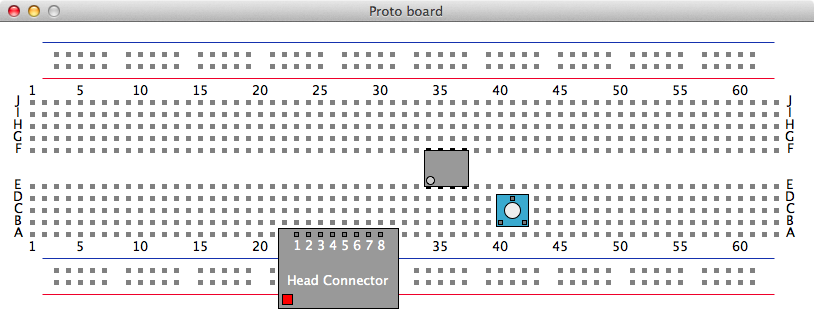 Proto board
1 5 10 15 20 25 30 35 40 45 50 55 60
J J
I I
H H
G G
F F
E E
D D
C C
B B
A A
1 5 10 15 20 40 45 50 55 60
1 2 3 4 5 6 7 8
Head Connector